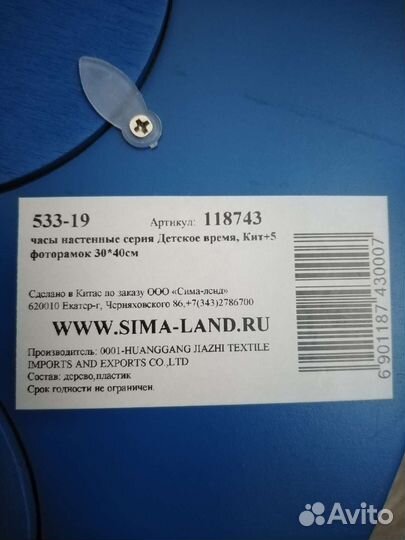 533-19 Артикул: 118743
часы настенные серия Детское время, Кит+5
фоторамок 30*40см
Сделано в Китае по заказу ООО «Сима-ленд»
620010 Екатер-г, Черняховского 86,+7(343)2786700
WWW.SIMA-LAND.RU
Производитель: 0001-HUANGGANG JIAZHI TEXTILE
IMPORTS AND EXPORTS CO.,LTD
Состав: дерево,пластик
Срок годности не ограничен.
6 901187 430007
Avito